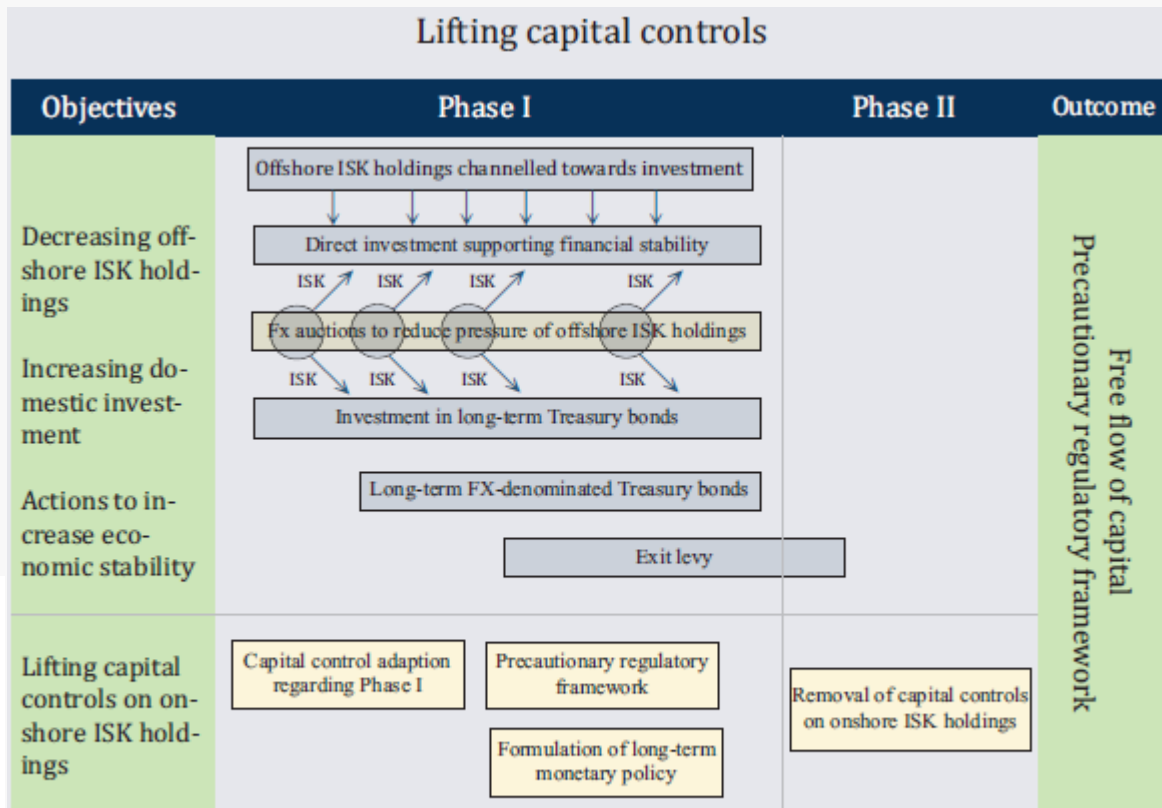 Lifting capital controls
Objectives
Phase I
Phase II
Outcome
Decreasing off-
shore ISK hold-
ings
Increasing do-
mestic invest-
ment
Actions to in-
crease eco-
nomic stability
Offshore ISK holdings channelled towards investment
Direct investment supporting financial stability
ISK
ISK
ISK
ISK
Fx auctions to reduce pressure of offshore ISK holdings
ISK
ISK
ISK
ISK
Investment in long-term Treasury bonds
Long-term FX-denominated Treasury bonds
Exit levy
Lifting capital
controls on on-
shore ISK hold-
ings
Capital control adaption
regarding Phase I
Precautionary regulatory
framework
Formulation of long-term
monetary policy
Removal of capital controls
on onshore ISK holdings
Free flow of capital
Precautionary regulatory framework